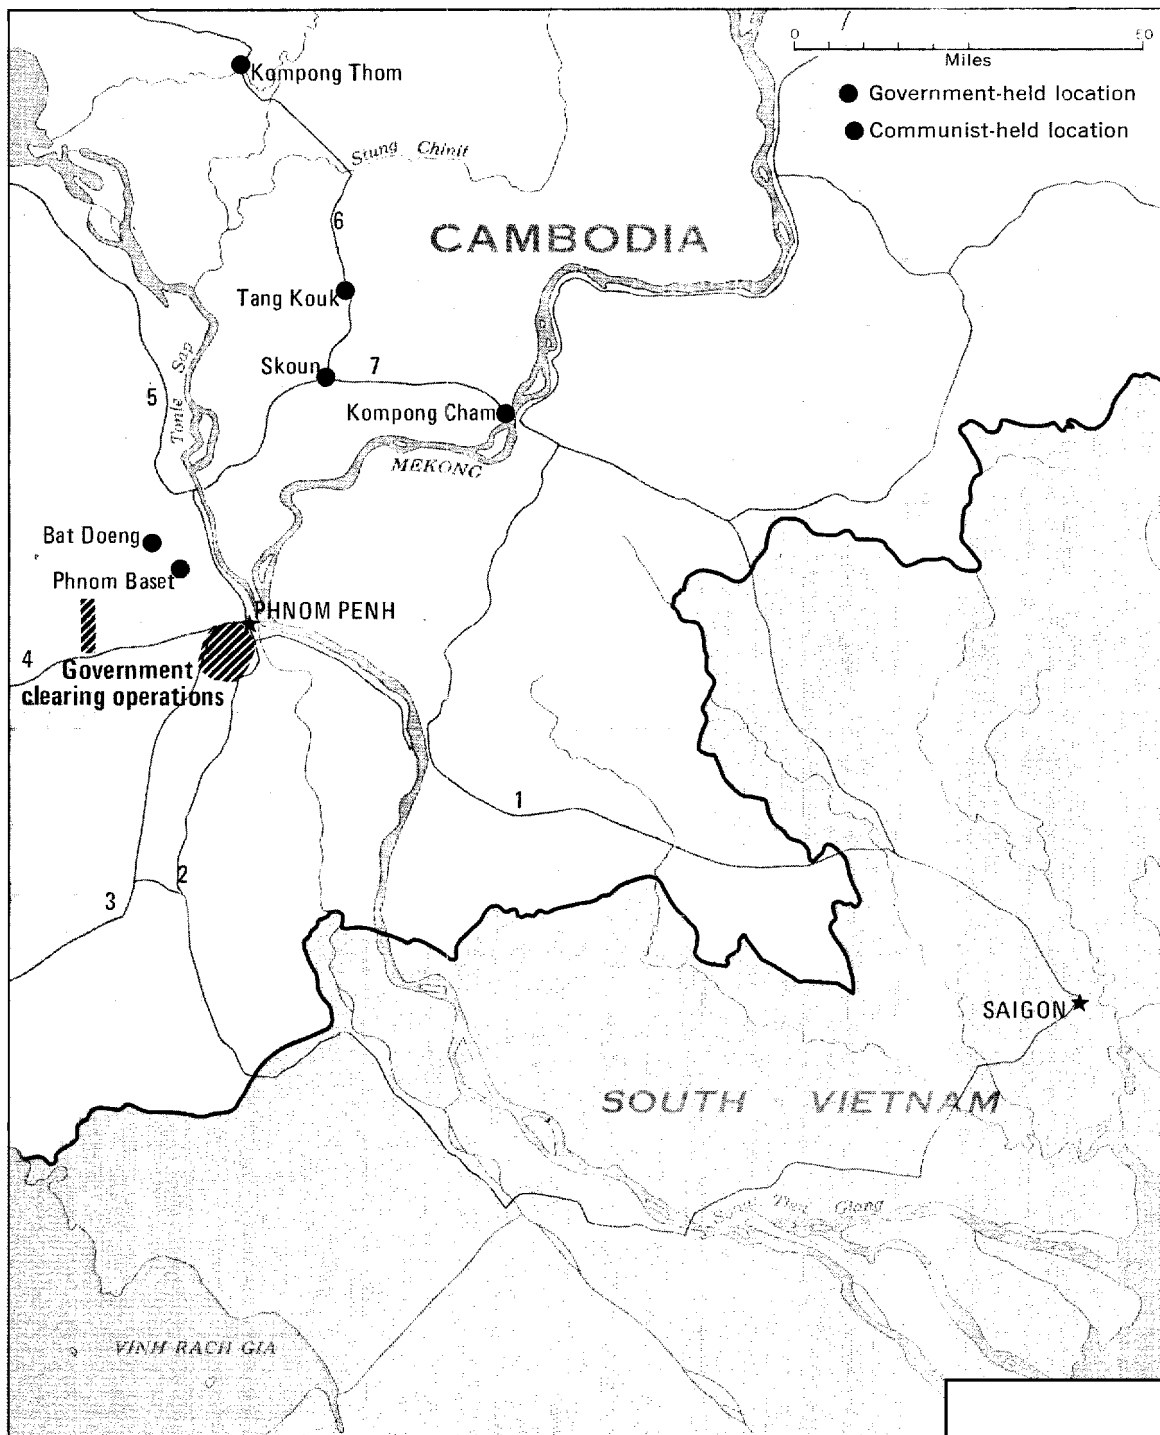 0 50
Miles
Kompong Thom
Government-held location
Communist-held location
Stung Chinit
6
CAMBODIA
Tang Kouk
Skoun
7
5
Tonle Sap
Kompong Cham
MEKONG
Bat Doeng
Phnom Baset
PHNOM PENH
4
Government
clearing operations
1
2
3
SAIGON
SOUTH VIETNAM
Tien Giang
VINH RACH GIA